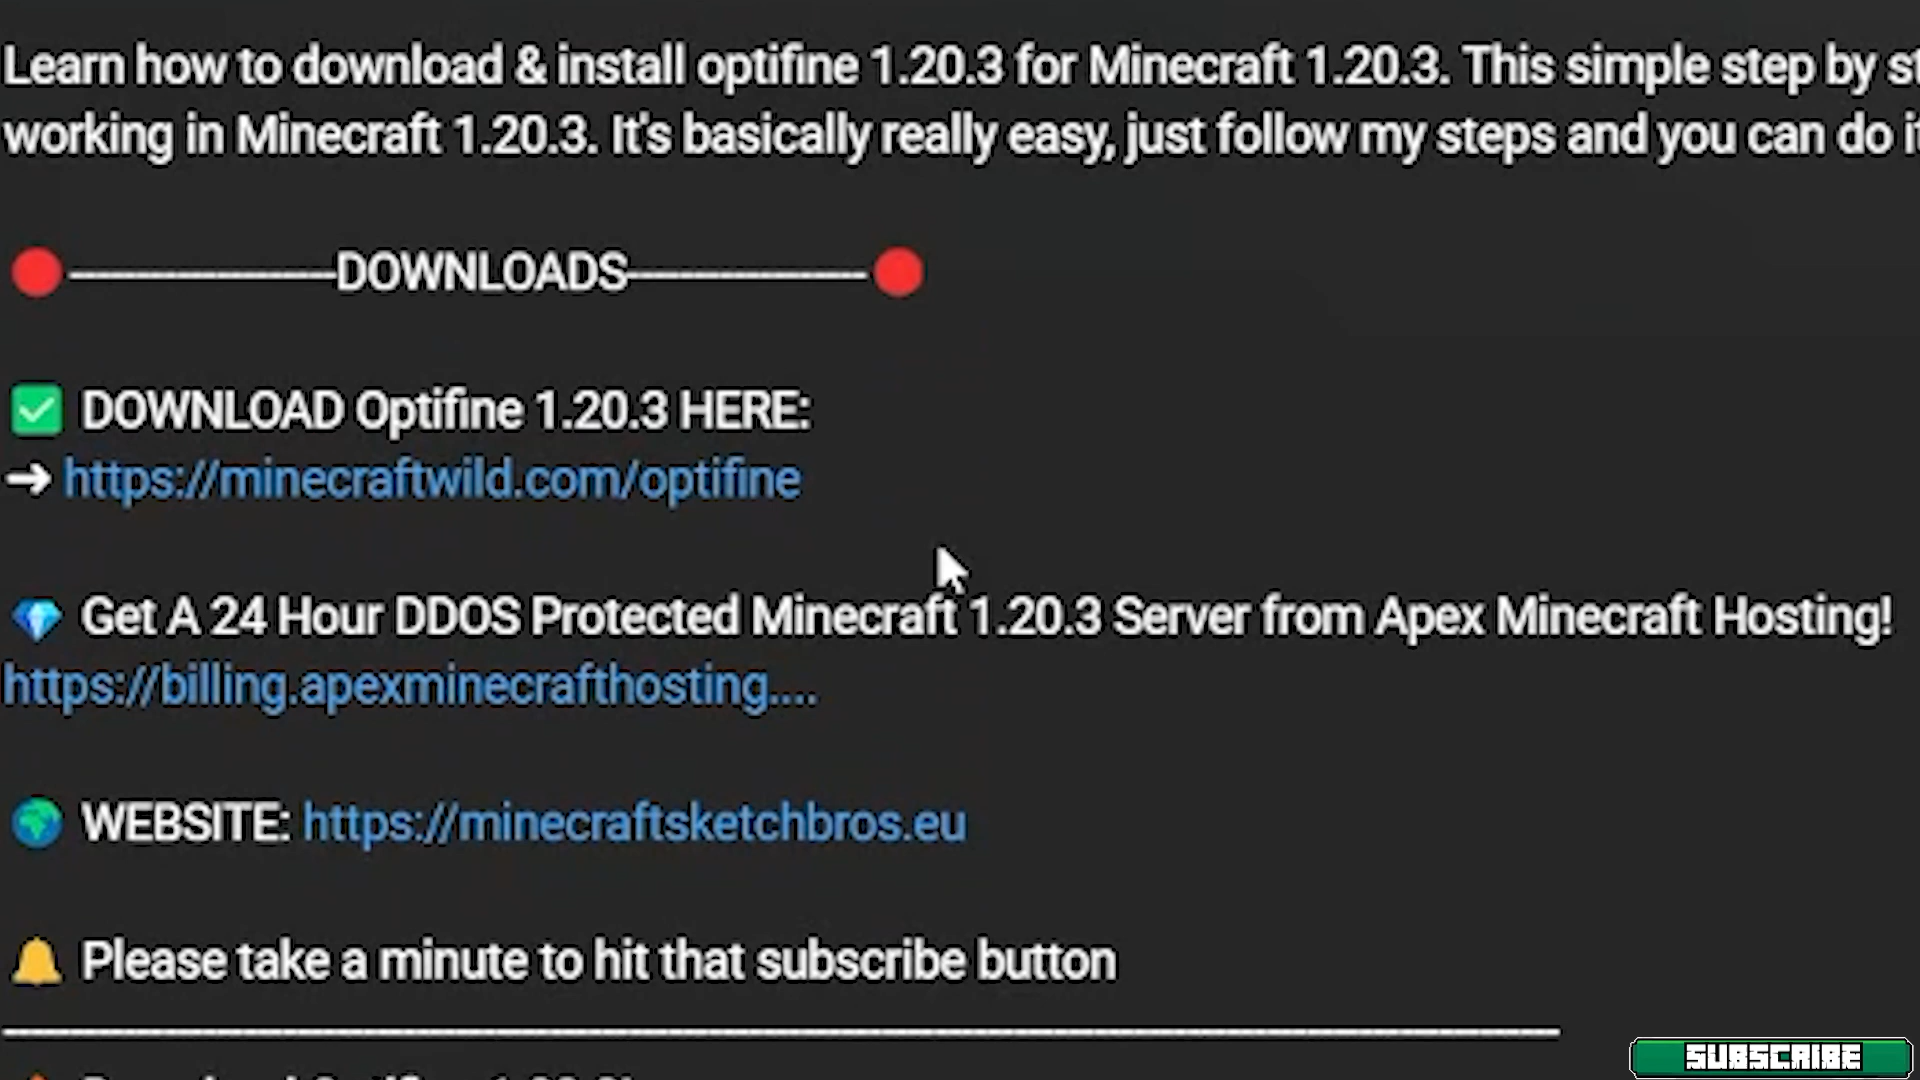 Learn how to download & install optifine 1.20.3 for Minecraft 1.20.3. This simple step by
working in Minecraft 1.20.3. It's basically really easy, just follow my steps and you can do
DOWNLOADS
DOWNLOAD Optifine 1.20.3 HERE:
➜ https://minecraftwild.com/optifine
Get A 24 Hour DDOS Protected Minecraft 1.20.3 Server from Apex Minecraft Hosting!
https://billing.apexminecrafthosting....
WEBSITE: https://minecraftsketchbros.eu
Please take a minute to hit that subscribe button
SUBSCRIBE